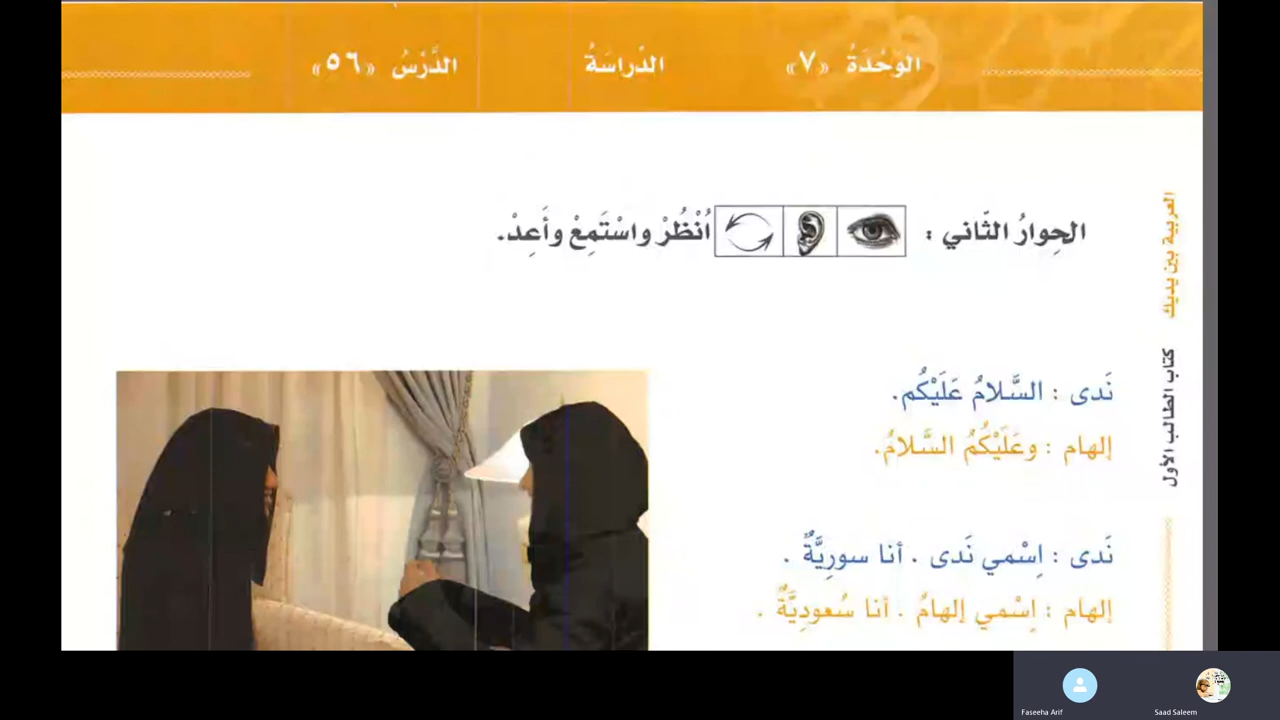 الوَحْدَةُ «٧» الدِّراسَةُ الدَّرْسُ «٥٦»
الحِوارُ الثّاني : اُنْظُرْ واسْتَمِعْ وأَعِدْ.
العربية بين يديك
كتاب الطالب الأول
نَدى : السَّلامُ عَلَيْكُم.
إلهام : وعَلَيْكُمُ السَّلامُ.
نَدى : اِسْمي نَدى . أنا سورِيَّةٌ .
إلهام : اِسْمي إلهامُ . أنا سُعودِيَّةٌ .
Faseeha Arif
Saad Saleem